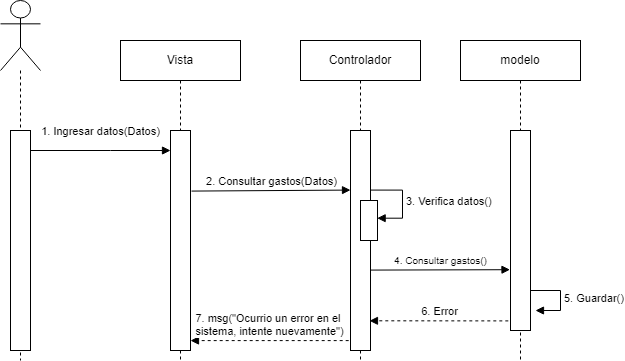 Vista
Controlador
modelo
1. Ingresar datos(Datos)
2. Consultar gastos(Datos)
3. Verifica datos()
4. Consultar gastos()
5. Guardar()
6. Error
7. msg("Ocurrio un error en el
sistema, intente nuevamente")